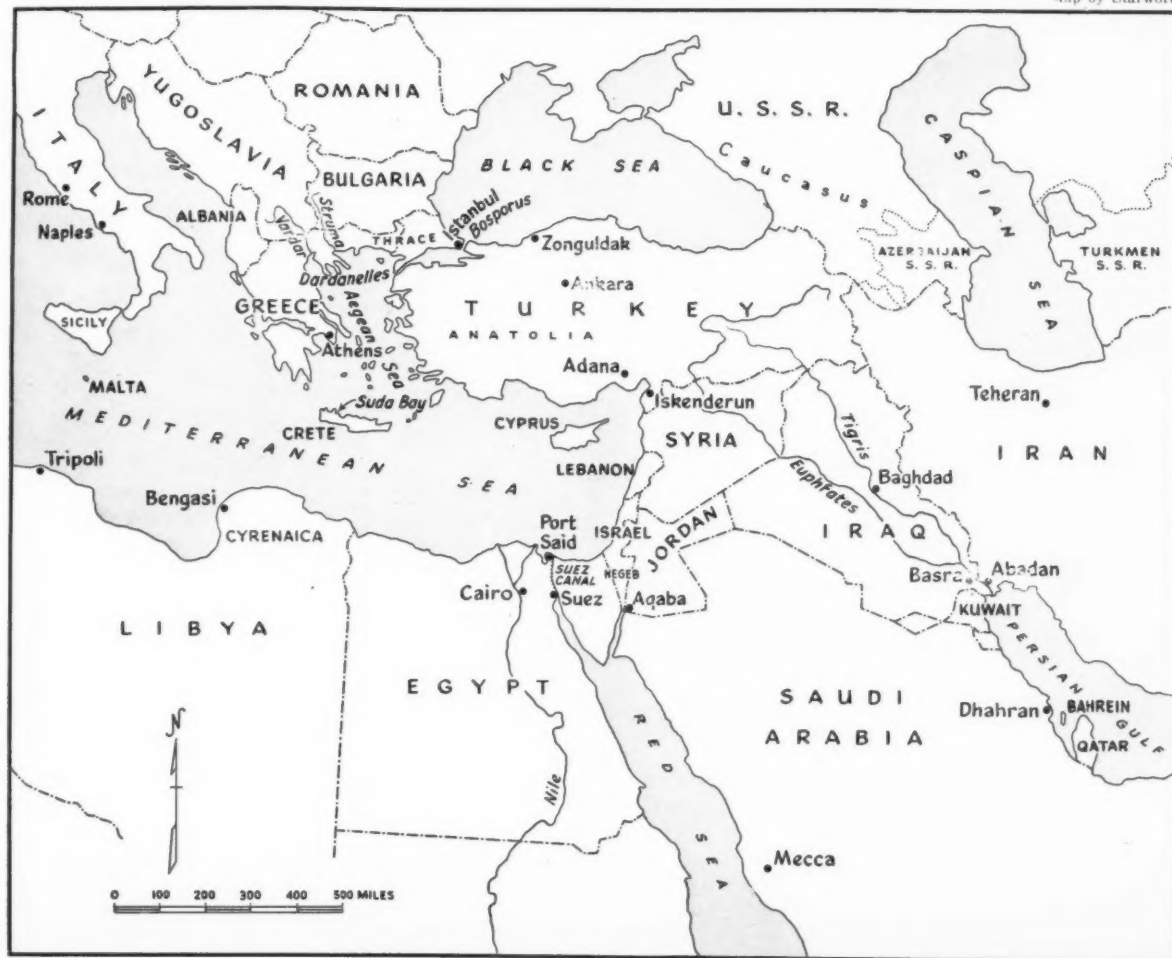 ITALY
YUGOSLAVIA
ROMANIA
U. S. S. R.
CASPIAN SEA
BLACK SEA
Caucasus
BULGARIA
Rome
Naples
ALBANIA
Vardar
Struma
THRACE
Istanbul
Bosporus
Zonguldak
AZERBAIJAN
S. S. R.
TURKMEN
S. S. R.
Dardanelles
Ankara
GREECE
Aegean Sea
TURKEY
ANATOLIA
SICILY
Athens
MALTA
Adana
Iskenderun
Teheran
Suda Bay
CRETE
CYPRUS
SYRIA
Tigris
IRAN
MEDITERRANEAN SEA
Tripoli
LEBANON
Euphrates
Baghdad
Bengasi
CYRENAICA
Port
Said
ISRAEL
JORDAN
IRAQ
SUEZ
CANAL
NEGEB
Basra
Abadan
Cairo
Suez
Aqaba
KUWAIT
LIBYA
PERSIAN GULF
EGYPT
SAUDI
ARABIA
Dhahran
BAHREIN
QATAR
N
RED SEA
Nile
Mecca
0 100 200 300 400 500 MILES